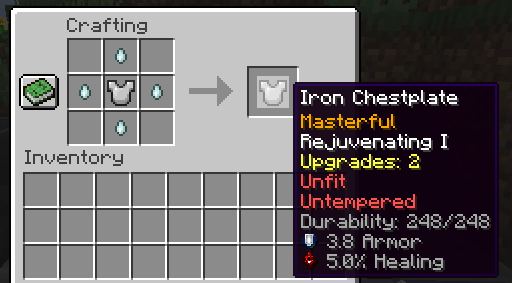 Crafting
Iron Chestplate
Masterful
Rejuvenating I
Upgrades: 2
Unfit
Untempered
Durability: 248/248
3.8 Armor
5.0% Healing
Inventory